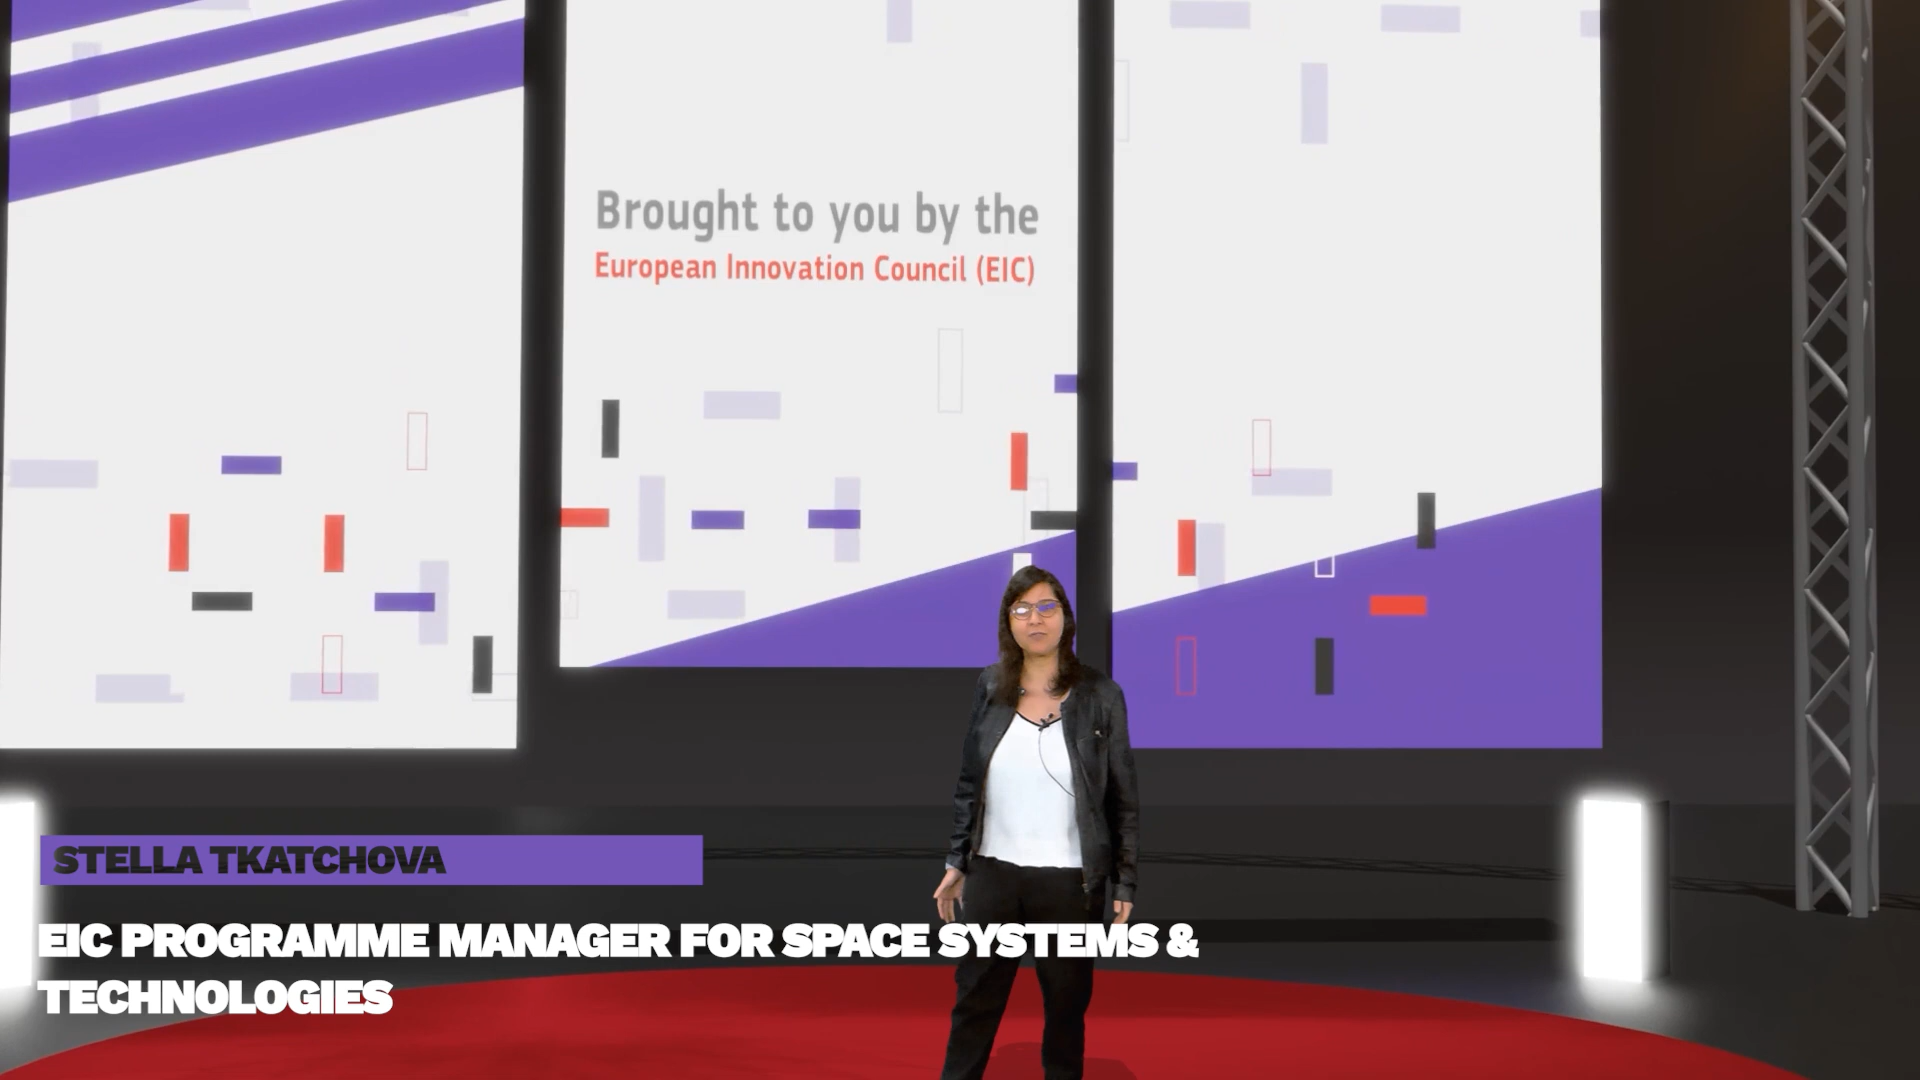 Brought to you by the
European Innovation Council (EIC)
STELLA TKATCHOVA
EIC PROGRAMME MANAGER FOR SPACE SYSTEMS &
TECHNOLOGIES